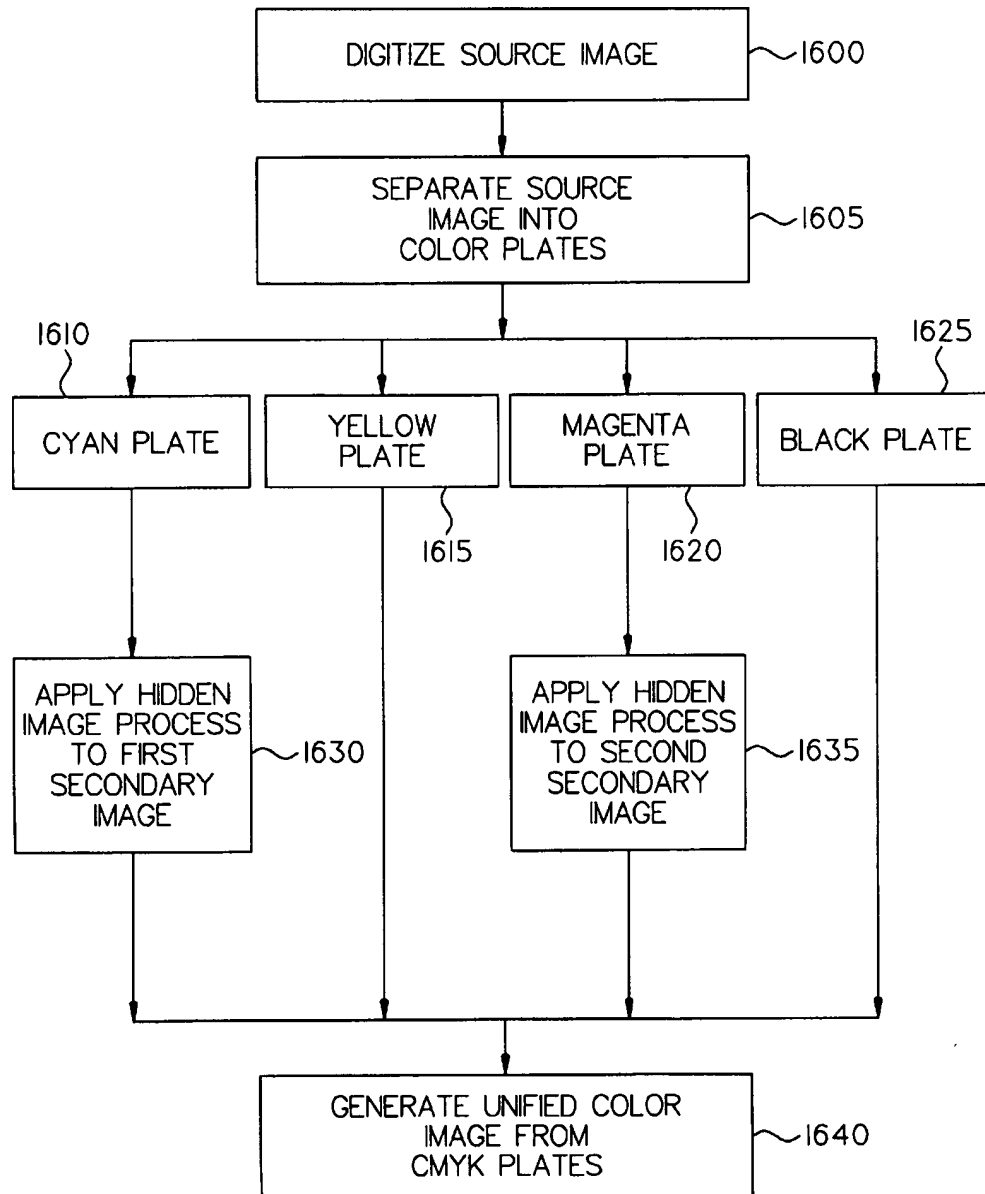 DIGITIZE SOURCE IMAGE
1600
SEPARATE SOURCE
IMAGE INTO
COLOR PLATES
1605
1610
1625
CYAN PLATE
YELLOW
PLATE
MAGENTA
PLATE
BLACK PLATE
1615
1620
APPLY HIDDEN
IMAGE PROCESS
TO FIRST
SECONDARY
IMAGE
1630
APPLY HIDDEN
IMAGE PROCESS
TO SECOND
SECONDARY
IMAGE
1635
GENERATE UNIFIED COLOR
IMAGE FROM
CMYK PLATES
1640